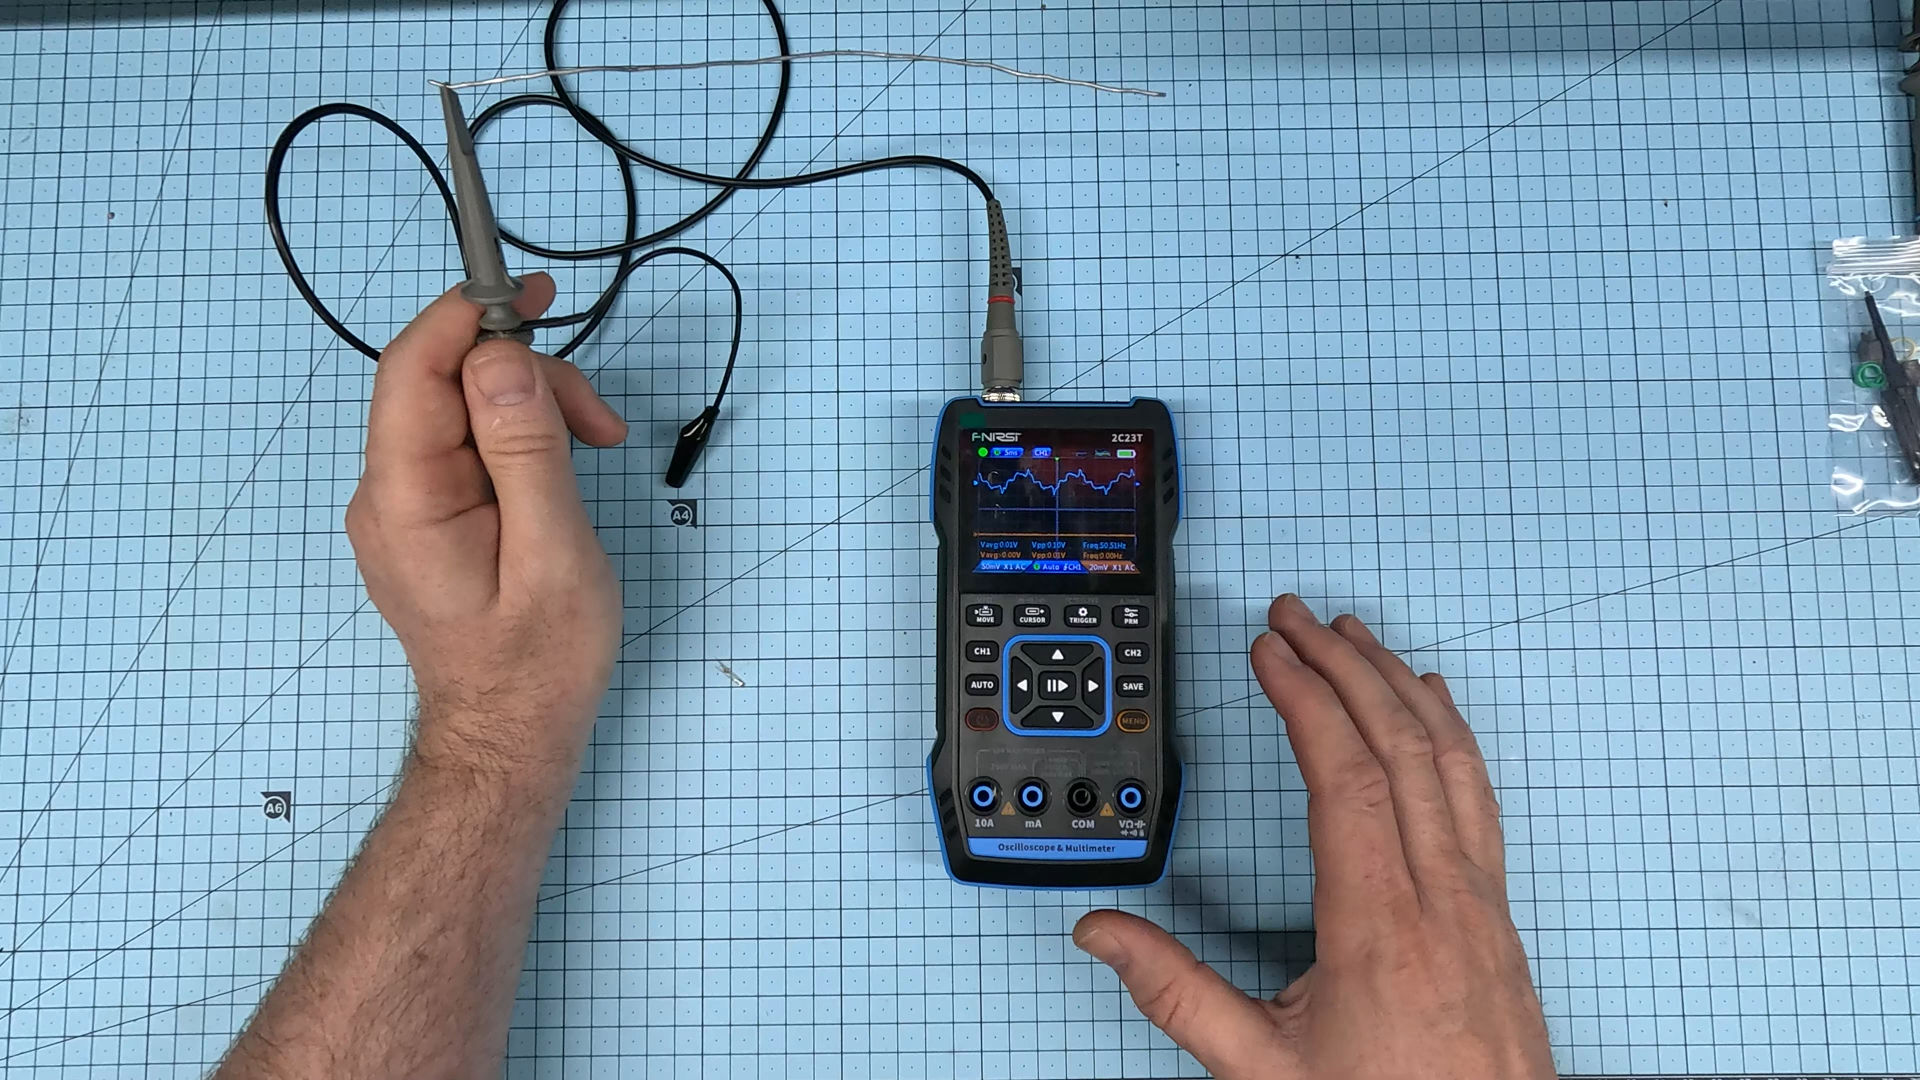 FNIRSI 2C23T
5ms CH1
Vavg:0.01V Vpp:0.10V Freq:50.51Hz
Vavg:-0.00V Vpp:0.01V Freq:0.00Hz
50mV X1 AC Auto CH1 20mV X1 AC
MOVE CURSOR TRIGGER PRM
CH1 CH2
AUTO SAVE
MENU
10A mA COM VΩ
Oscilloscope & Multimeter
A4
A6